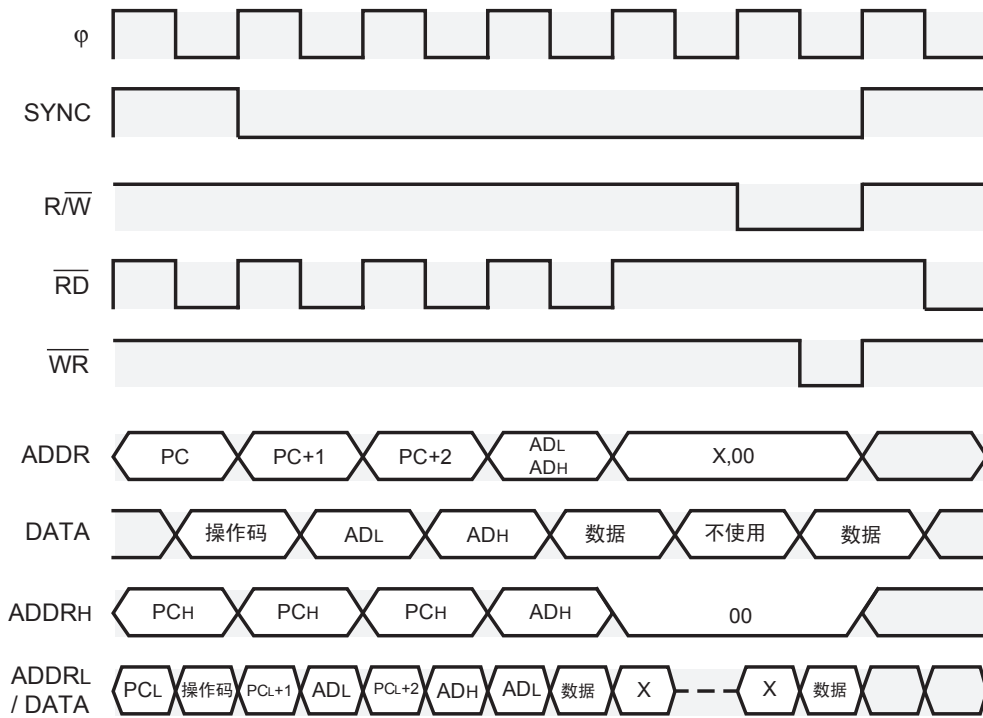 φ
SYNC
R/W̅
R̅D̅
W̅R̅
ADDR PC PC+1 PC+2 ADL ADH X,00
DATA 操作码 ADL ADH 数据 不使用 数据
ADDRH PCH PCH PCH ADH 00
ADDRL / DATA PCL 操作码 PCL+1 ADL PCL+2 ADH ADL 数据 X X 数据